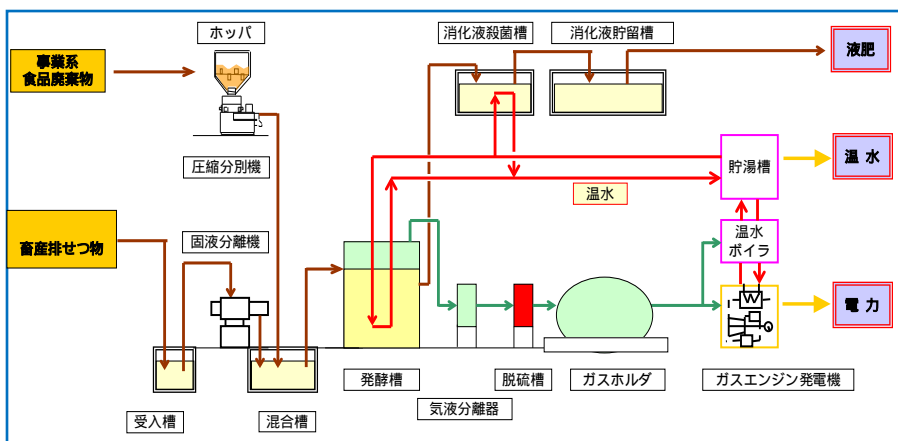 ホッパ
消化液殺菌槽
消化液貯留槽
事業系
食品廃棄物
液肥
圧縮分別機
貯湯槽
温 水
温水
畜産排せつ物
固液分離機
温水
ボイラ
電 力
発酵槽
脱硫槽
ガスホルダ
ガスエンジン発電機
気液分離器
受入槽
混合槽